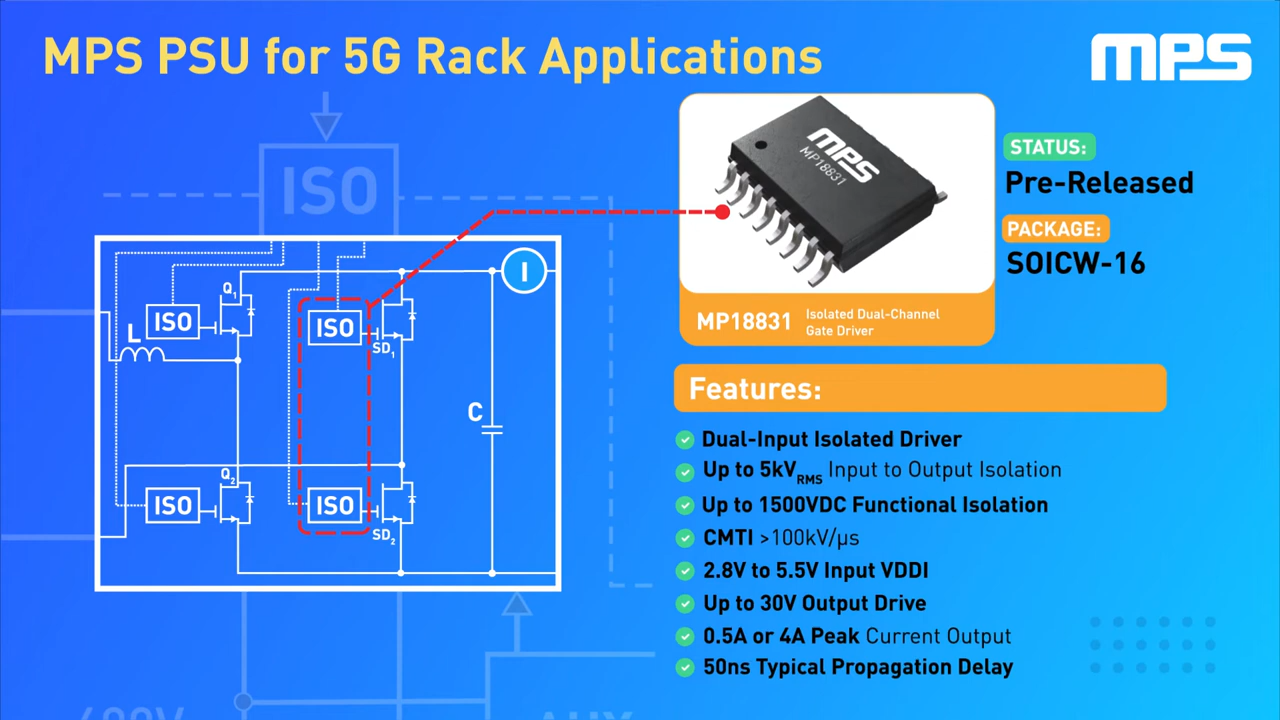 MPS PSU for 5G Rack Applications
MPS
ISO
MPS
MP18831
STATUS:
Pre-Released
PACKAGE:
SOICW-16
MP18831
Isolated Dual-Channel
Gate Driver
I
Q1
ISO
L
ISO
SD1
C
Q2
ISO
ISO
SD2
Features:
Dual-Input Isolated Driver
Up to 5kVRMS Input to Output Isolation
Up to 1500VDC Functional Isolation
CMTI >100kV/µs
2.8V to 5.5V Input VDDI
Up to 30V Output Drive
0.5A or 4A Peak Current Output
50ns Typical Propagation Delay